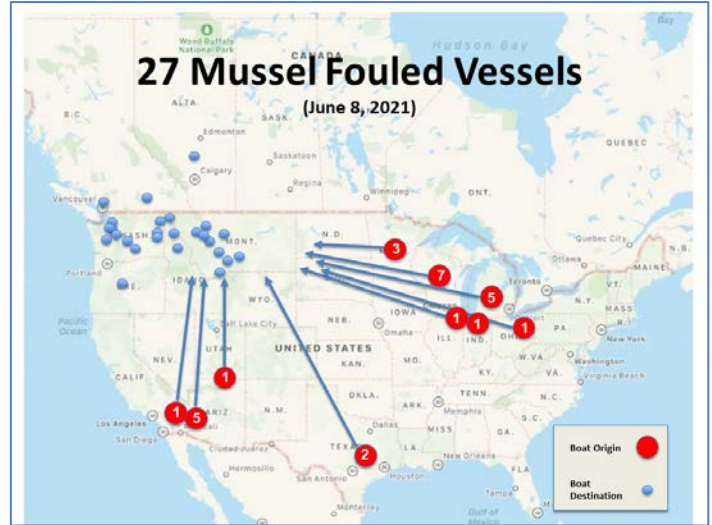 Hudson Bay
Bay
Wood Buffalo
National Park
CANADA
27 Mussel Fouled Vessels
(June 8, 2021)
ALTA.
B.C.
SASK.
Edmonton
Saskatoon
Calgary
ONT.
QUEBEC
Regina
Winnipeg
Vancouver
WASH.
MONT.
N.D.
3
Quebec City
N.B.
Portland
7
Ottawa
MAINE
Toronto
5
VT.
IDAHO
WYO.
IOWA
1
1
1
N.Y.
MASS.
R.I.
Pacific
Ocean
Salt Lake City
NEB.
Omaha
ILL.
IND.
OHIO
PA.
New York
NEV.
UTAH
UNITED STATES
W.VA.
Washington
KAN.
MO.
KY.
VA.
Virginia Beach
CALIF.
1
OKLA.
TENN.
N.C.
Los Angeles
1
5
ARIZ.
N.M.
ARK.
Memphis
S.C.
San Diego
Ciudad Juárez
Dallas
MISS.
GA.
TEXAS
2
LA.
Boat Origin
Hermosillo
San Antonio
Houston
New Orleans
FLA.
Boat
Destination
Monterrey
Tampa
Gulf of
Mexico